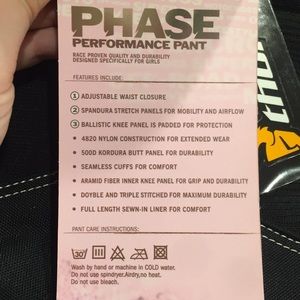 PHASE
PERFORMANCE PANT
RACE PROVEN QUALITY AND DURABILITY
DESIGNED SPECIFICALLY FOR GIRLS
FEATURES INCLUDE:
① ADJUSTABLE WAIST CLOSURE
② SPANDURA STRETCH PANELS FOR MOBILITY AND AIRFLOW
③ BALLISTIC KNEE PANEL IS PADDED FOR PROTECTION
• 4820 NYLON CONSTRUCTION FOR EXTENDED WEAR
• 500D KORDURA BUTT PANEL FOR DURABILITY
• SEAMLESS CUFFS FOR COMFORT
• ARAMID FIBER INNER KNEE PANEL FOR GRIP AND DURABILITY
• DOYBLE AND TRIPLE STITCHED FOR MAXIMUM DURABILITY
• FULL LENGTH SEWN-IN LINER FOR COMFORT
PANT CARE INSTRUCTIONS:
30°
Wash by hand or machine in COLD water.
Do not use spindryer. Airdry, no heat.
Do not use bleach.
thor